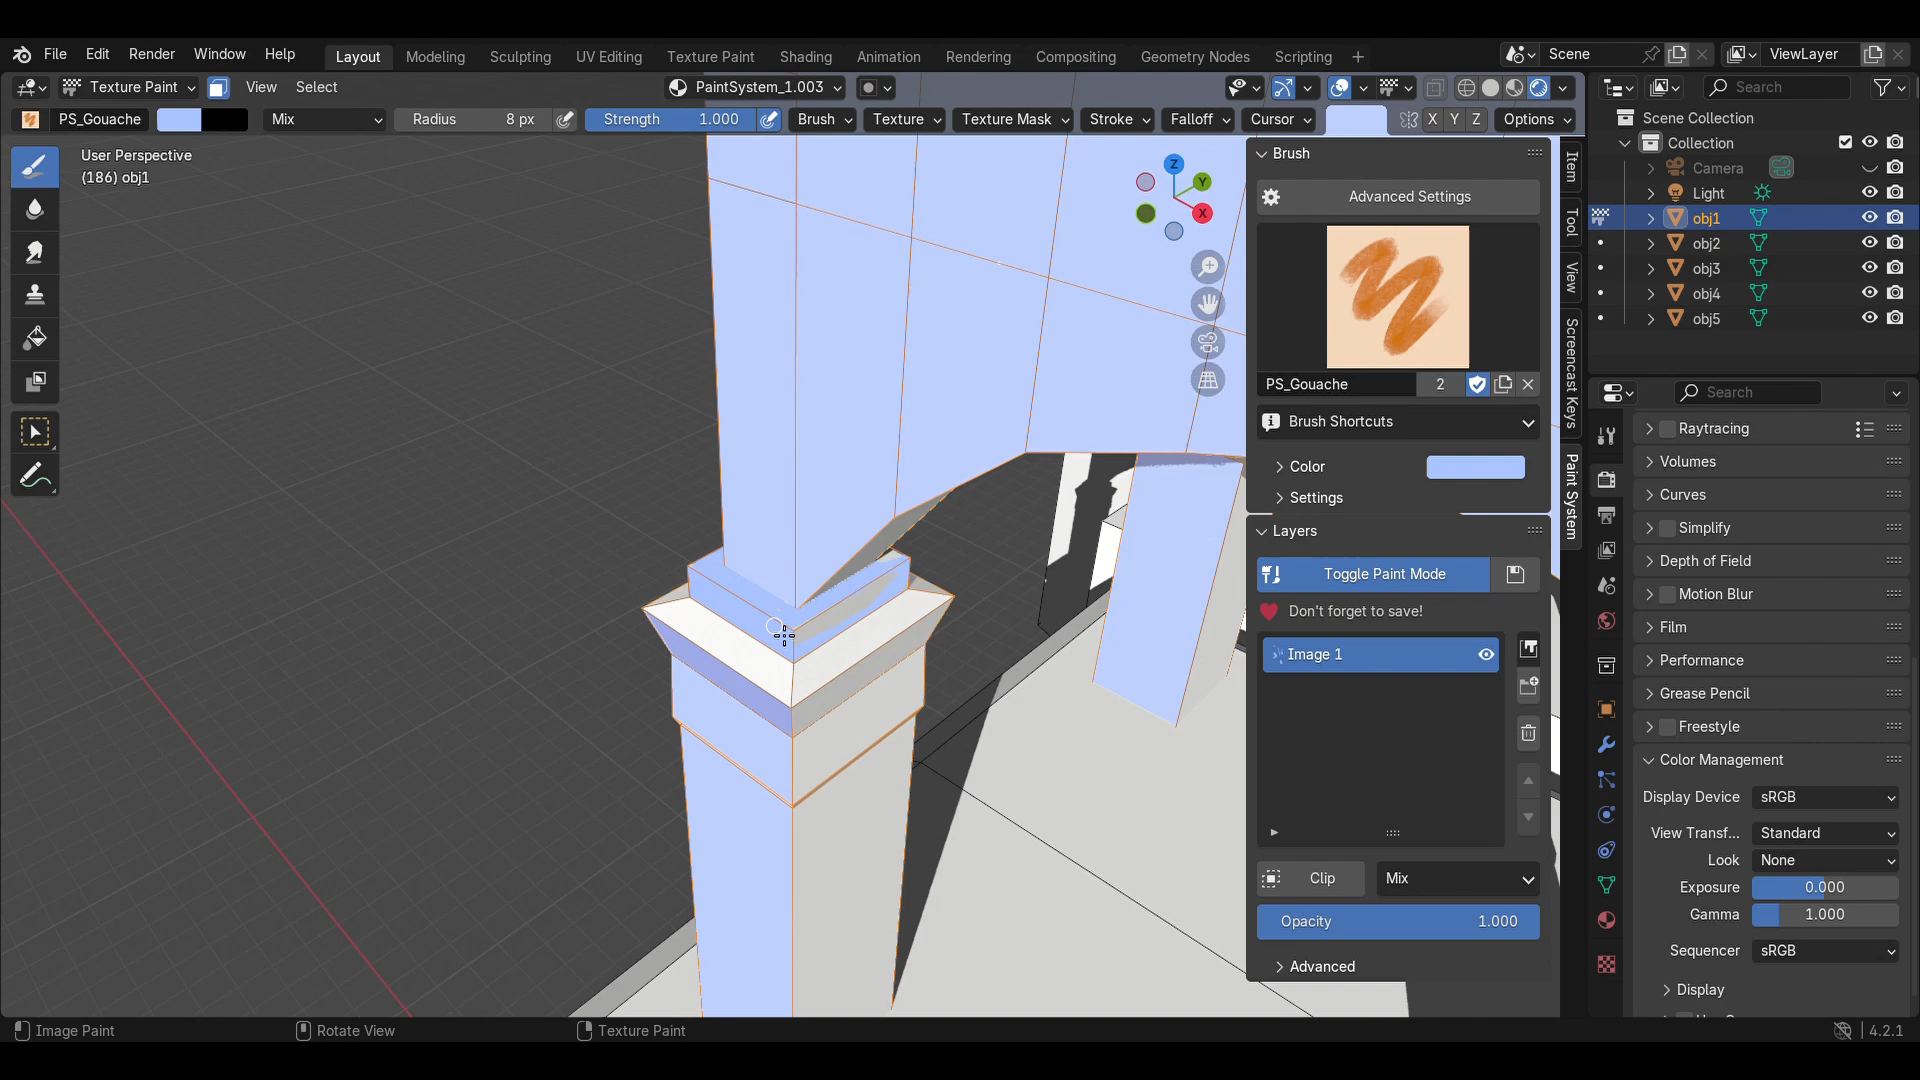 File Edit Render Window Help Layout Modeling Sculpting UV Editing Texture Paint Shading Animation Rendering Compositing Geometry Nodes Scripting Scene ViewLayer
Texture Paint View Select PaintSystem_1.003 Search
PS_Gouache Mix Radius 8 px Strength 1.000 Brush Texture Texture Mask Stroke Falloff Cursor X Y Z Options
User Perspective
(186) obj1
Z
Y
X
Brush
Advanced Settings
PS_Gouache 2
Brush Shortcuts
Color
Settings
Layers
Toggle Paint Mode
Don't forget to save!
Image 1
Clip Mix
Opacity 1.000
Advanced
Item
Tool
View
Screencast Keys
Paint System
Scene Collection
Collection
Camera
Light
obj1
obj2
obj3
obj4
obj5
Search
Raytracing
Volumes
Curves
Simplify
Depth of Field
Motion Blur
Film
Performance
Grease Pencil
Freestyle
Color Management
Display Device sRGB
View Transf... Standard
Look None
Exposure 0.000
Gamma 1.000
Sequencer sRGB
Display
Image Paint Rotate View Texture Paint 4.2.1